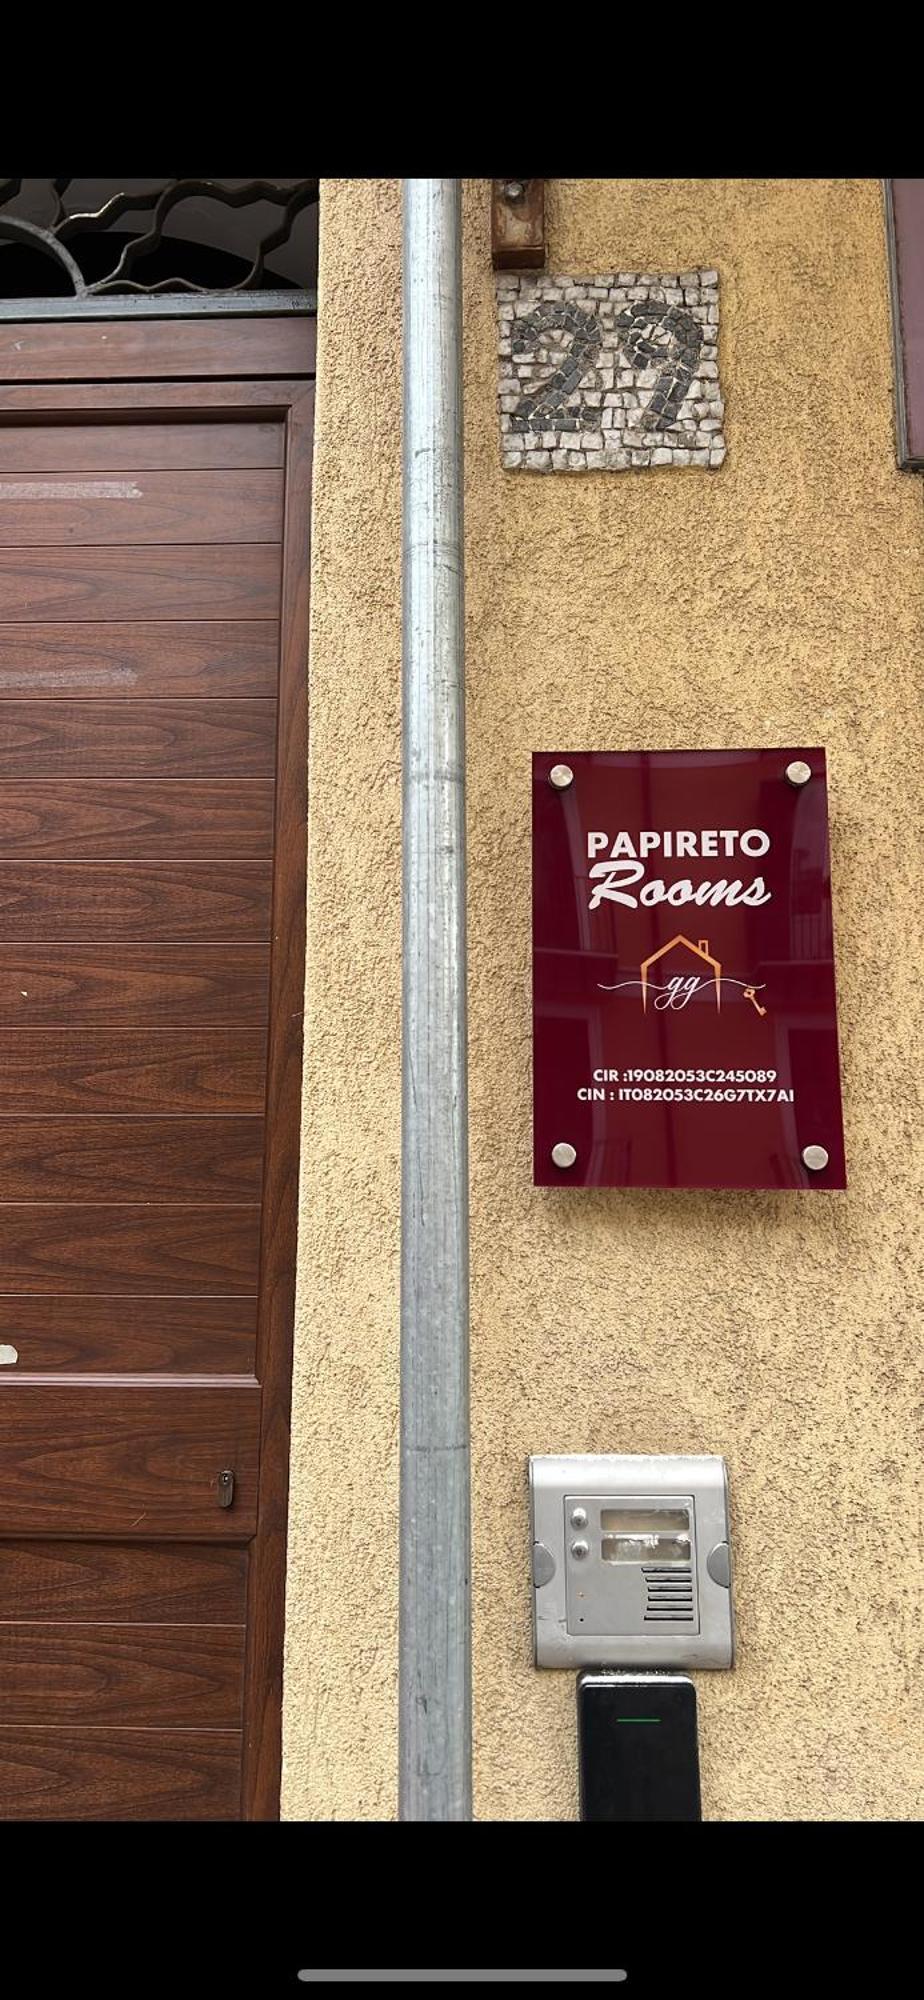 29
PAPIRETO
Rooms
gg
CIR :19082053C245089
CIN : IT082053C26G7TX7AI